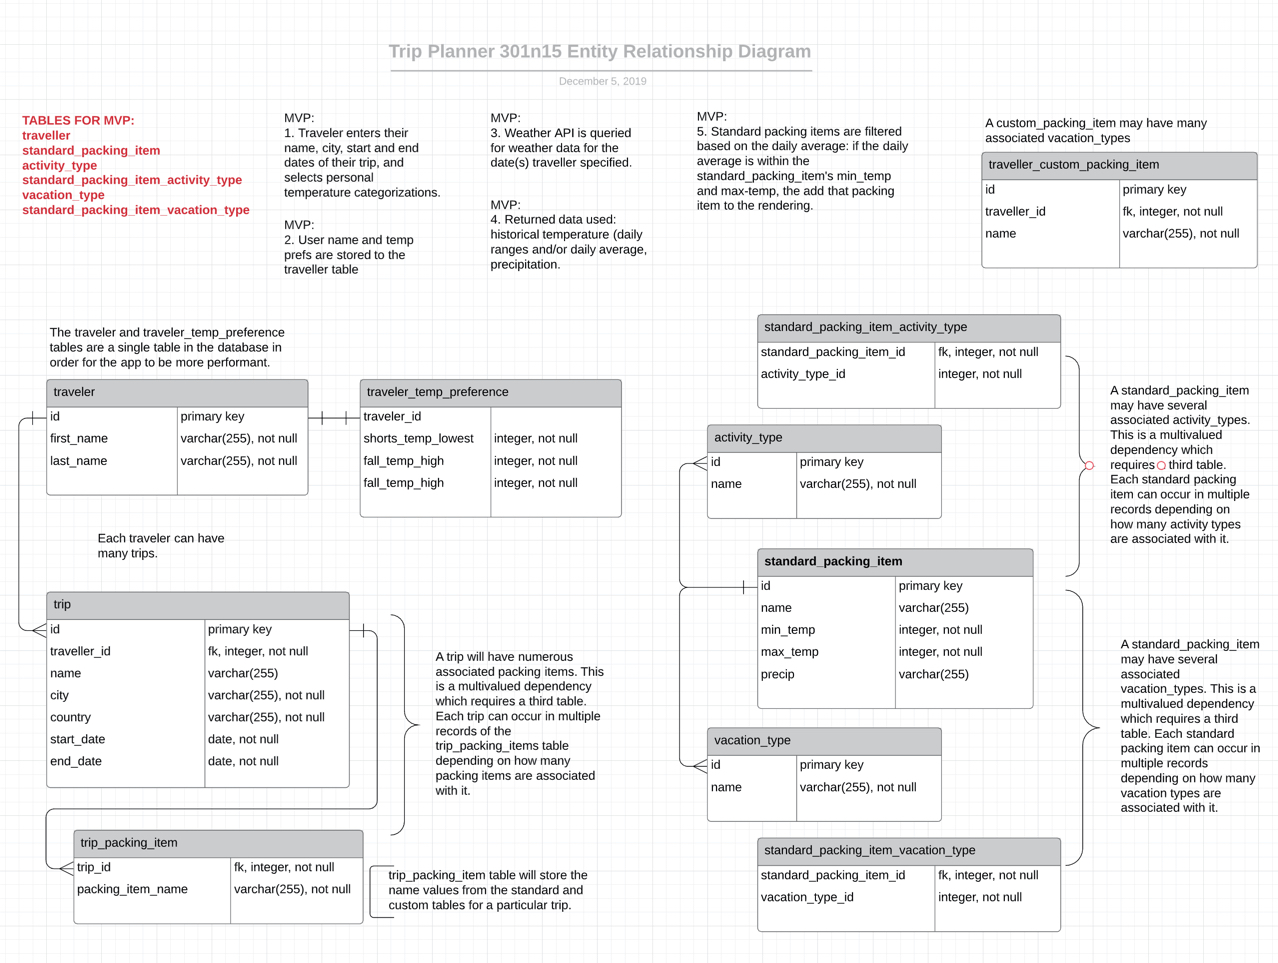 Trip Planner 301n15 Entity Relationship Diagram
December 5, 2019
TABLES FOR MVP:
traveller
standard_packing_item
activity_type
standard_packing_item_activity_type
vacation_type
standard_packing_item_vacation_type
MVP:
1. Traveler enters their
name, city, start and end
dates of their trip, and
selects personal
temperature categorizations.
MVP:
2. User name and temp
prefs are stored to the
traveller table
MVP:
3. Weather API is queried
for weather data for the
date(s) traveller specified.
MVP:
4. Returned data used:
historical temperature (daily
ranges and/or daily average,
precipitation.
MVP:
5. Standard packing items are filtered
based on the daily average: if the daily
average is within the
standard_packing_item's min_temp
and max-temp, the add that packing
item to the rendering.
A custom_packing_item may have many
associated vacation_types
traveller_custom_packing_item
id primary key
traveller_id fk, integer, not null
name varchar(255), not null
The traveler and traveler_temp_preference
tables are a single table in the database in
order for the app to be more performant.
traveler
id primary key
first_name varchar(255), not null
last_name varchar(255), not null
traveler_temp_preference
traveler_id
shorts_temp_lowest integer, not null
fall_temp_high integer, not null
fall_temp_high integer, not null
Each traveler can have
many trips.
trip
id primary key
traveller_id fk, integer, not null
name varchar(255)
city varchar(255), not null
country varchar(255), not null
start_date date, not null
end_date date, not null
A trip will have numerous
associated packing items. This
is a multivalued dependency
which requires a third table.
Each trip can occur in multiple
records of the
trip_packing_items table
depending on how many
packing items are associated
with it.
trip_packing_item
trip_id fk, integer, not null
packing_item_name varchar(255), not null
trip_packing_item table will store the
name values from the standard and
custom tables for a particular trip.
standard_packing_item_activity_type
standard_packing_item_id fk, integer, not null
activity_type_id integer, not null
activity_type
id primary key
name varchar(255), not null
A standard_packing_item
may have several
associated activity_types.
This is a multivalued
dependency which
requires third table.
Each standard packing
item can occur in multiple
records depending on
how many activity types
are associated with it.
standard_packing_item
id primary key
name varchar(255)
min_temp integer, not null
max_temp integer, not null
precip varchar(255)
vacation_type
id primary key
name varchar(255), not null
A standard_packing_item
may have several
associated
vacation_types. This is a
multivalued dependency
which requires a third
table. Each standard
packing item can occur in
multiple records
depending on how many
vacation types are
associated with it.
standard_packing_item_vacation_type
standard_packing_item_id fk, integer, not null
vacation_type_id integer, not null